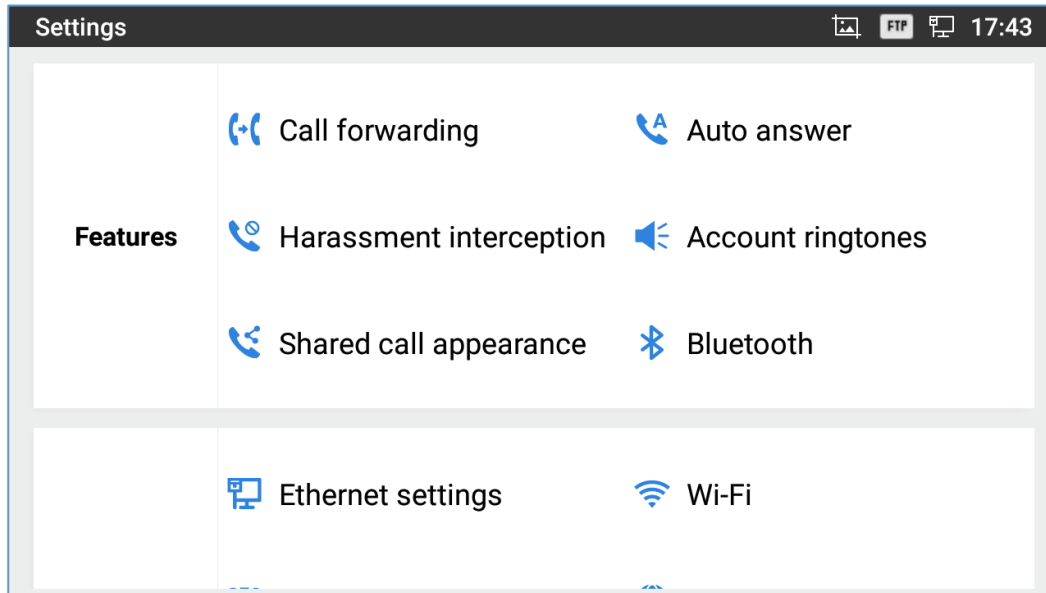 Settings FTP 17:43
Call forwarding A Auto answer
Features Harassment interception Account ringtones
Shared call appearance Bluetooth
Ethernet settings Wi-Fi